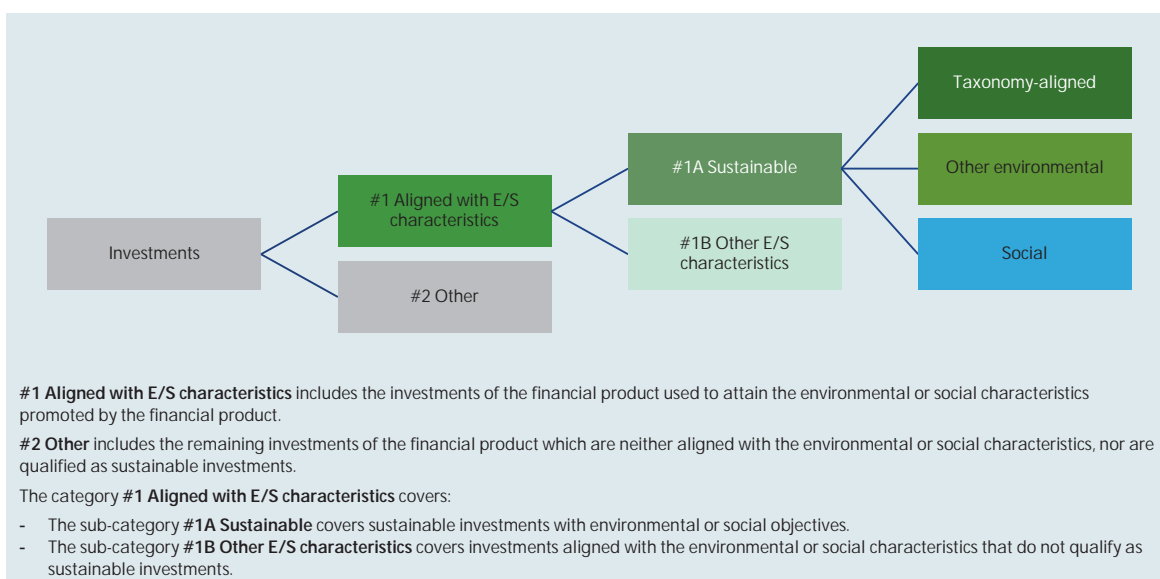 Taxonomy-aligned
#1A Sustainable
Other environmental
#1 Aligned with E/S
characteristics
#1B Other E/S
characteristics
Investments
Social
#2 Other
#1 Aligned with E/S characteristics includes the investments of the financial product used to attain the environmental or social characteristics
promoted by the financial product.
#2 Other includes the remaining investments of the financial product which are neither aligned with the environmental or social characteristics, nor are
qualified as sustainable investments.
The category #1 Aligned with E/S characteristics covers:
- The sub-category #1A Sustainable covers sustainable investments with environmental or social objectives.
- The sub-category #1B Other E/S characteristics covers investments aligned with the environmental or social characteristics that do not qualify as
sustainable investments.